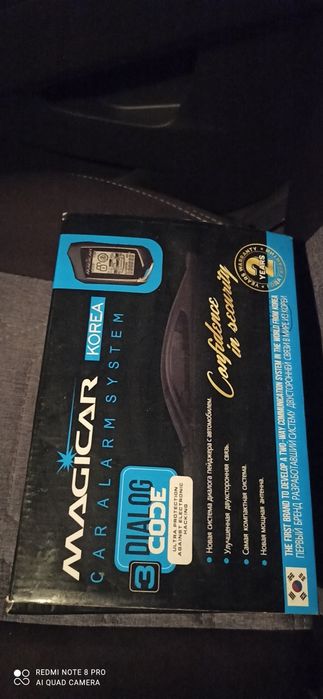 MAGICAR
KOREA
CAR ALARM SYSTEM
3 DIALOG
CODE
ULTRA PROTECTION
AGAINST ELECTRONIC
HACKING
Confidence
in security
2
YEARS
• Новая система диалога пейджера с автомобилем.
• Улучшенная двухсторонняя связь.
• Самая компактная система.
• Новая мощная антенна.
THE FIRST BRAND TO DEVELOP A TWO-WAY COMMUNICATION SYSTEM IN THE WORLD FROM KOREA
ПЕРВЫЙ БРЕНД РАЗРАБОТАВШИЙ СИСТЕМУ ДВУХСТОРОННЕЙ СВЯЗИ В МИРЕ ИЗ КОРЕИ
REDMI NOTE 8 PRO
AI QUAD CAMERA